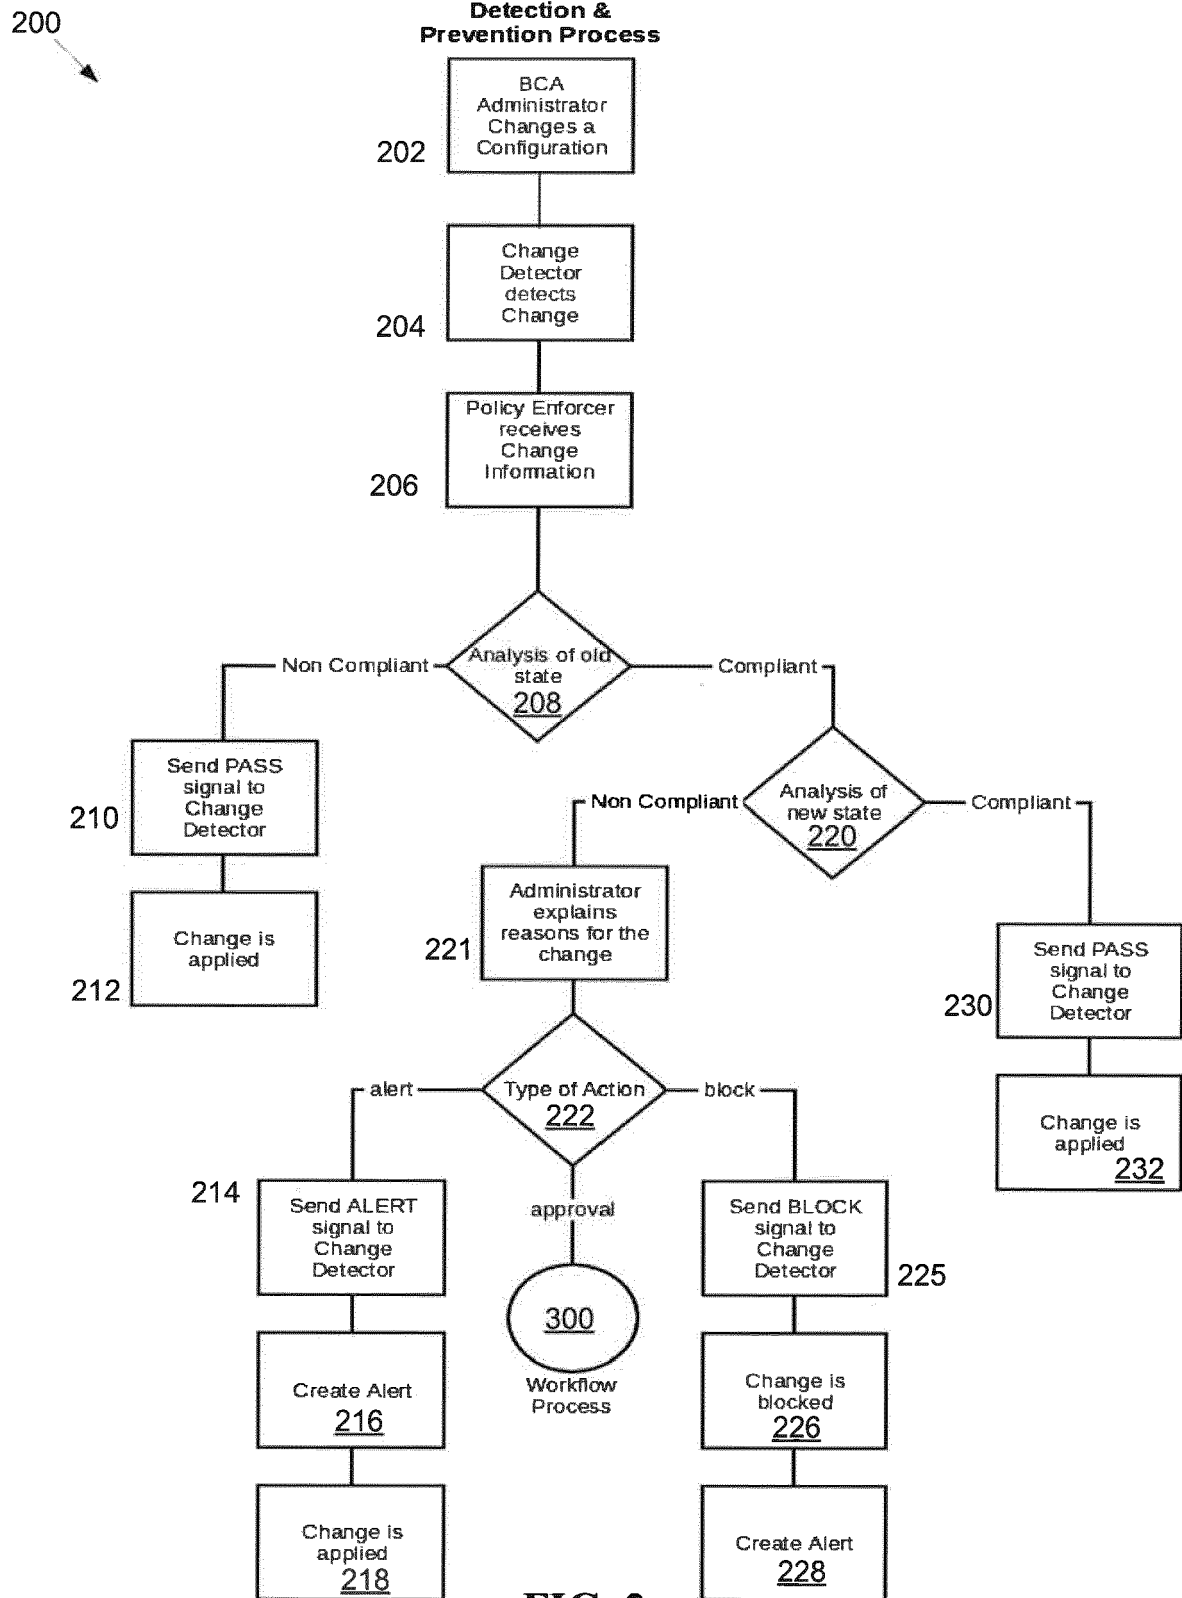 200
Detection &
Prevention Process
BCA
Administrator
Changes a
Configuration
202
Change
Detector
detects
Change
204
Policy Enforcer
receives
Change
Information
206
Analysis of old
state
208
Non Compliant
Compliant
Send PASS
signal to
Change
Detector
210
Change is
applied
212
Analysis of
new state
220
Non Compliant
Compliant
Administrator
explains
reasons for the
change
221
Send PASS
signal to
Change
Detector
230
Change is
applied
232
Type of Action
222
alert
block
approval
Send ALERT
signal to
Change
Detector
214
Create Alert
216
Change is
applied
218
300
Workflow
Process
Send BLOCK
signal to
Change
Detector
225
Change is
blocked
226
Create Alert
228